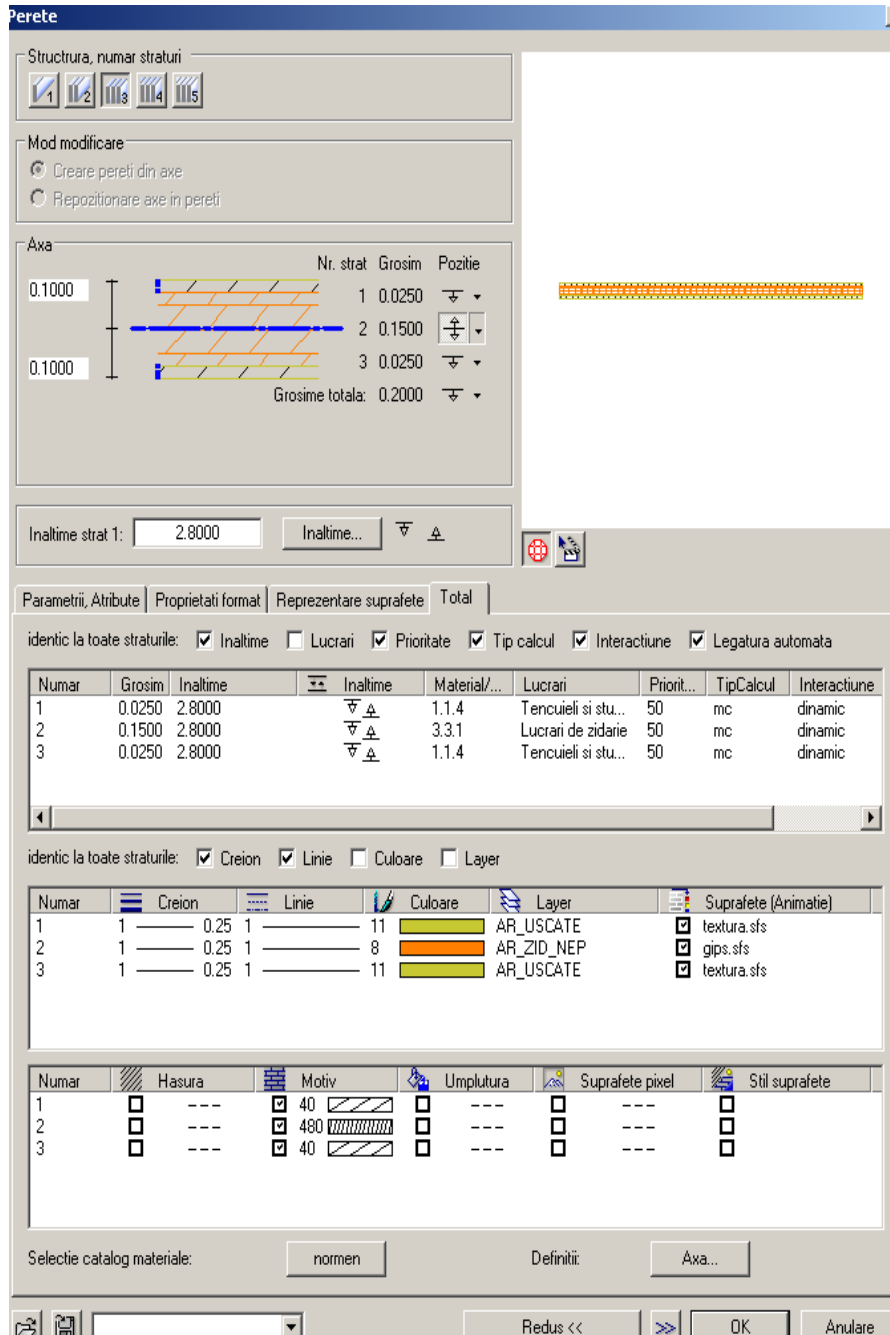 Perete
Structrura, numar straturi
1 2 3 4 5
Mod modificare
Creare pereti din axe
Repozitionare axe in pereti
Axa
Nr. strat Grosim Pozitie
0.1000
1 0.0250
2 0.1500
0.1000
3 0.0250
Grosime totala: 0.2000
Inaltime strat 1: 2.8000 Inaltime...
Parametrii, Atribute Proprietati format Reprezentare suprafete Total
identic la toate straturile: Inaltime Lucrari Prioritate Tip calcul Interactiune Legatura automata
Numar Grosim Inaltime Inaltime Material/... Lucrari Priorit... TipCalcul Interactiune
1 0.0250 2.8000 1.1.4 Tencuieli si stu... 50 mc dinamic
2 0.1500 2.8000 3.3.1 Lucrari de zidarie 50 mc dinamic
3 0.0250 2.8000 1.1.4 Tencuieli si stu... 50 mc dinamic
identic la toate straturile: Creion Linie Culoare Layer
Numar Creion Linie Culoare Layer Suprafete (Animatie)
1 1 0.25 1 11 AR_USCATE textura.sfs
2 1 0.25 1 8 AR_ZID_NEP gips.sfs
3 1 0.25 1 11 AR_USCATE textura.sfs
Numar Hasura Motiv Umplutura Suprafete pixel Stil suprafete
1 --- 40 --- ---
2 --- 480 --- ---
3 --- 40 --- ---
Selectie catalog materiale: normen Definitii: Axa...
Redus << >> OK Anulare